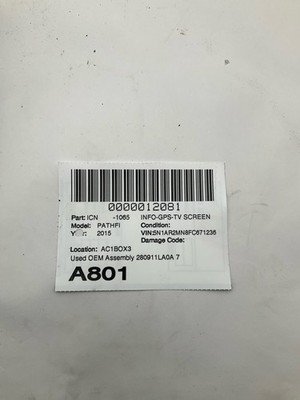 0000012081
Part: ICN -1065 INFO-GPS-TV SCREEN
Model: PATHFI Condition:
Year: 2015 VIN:5N1AR2MN8FC671236
Damage Code:
Location: AC1BOX3
Used OEM Assembly 280911LA0A 7
A801